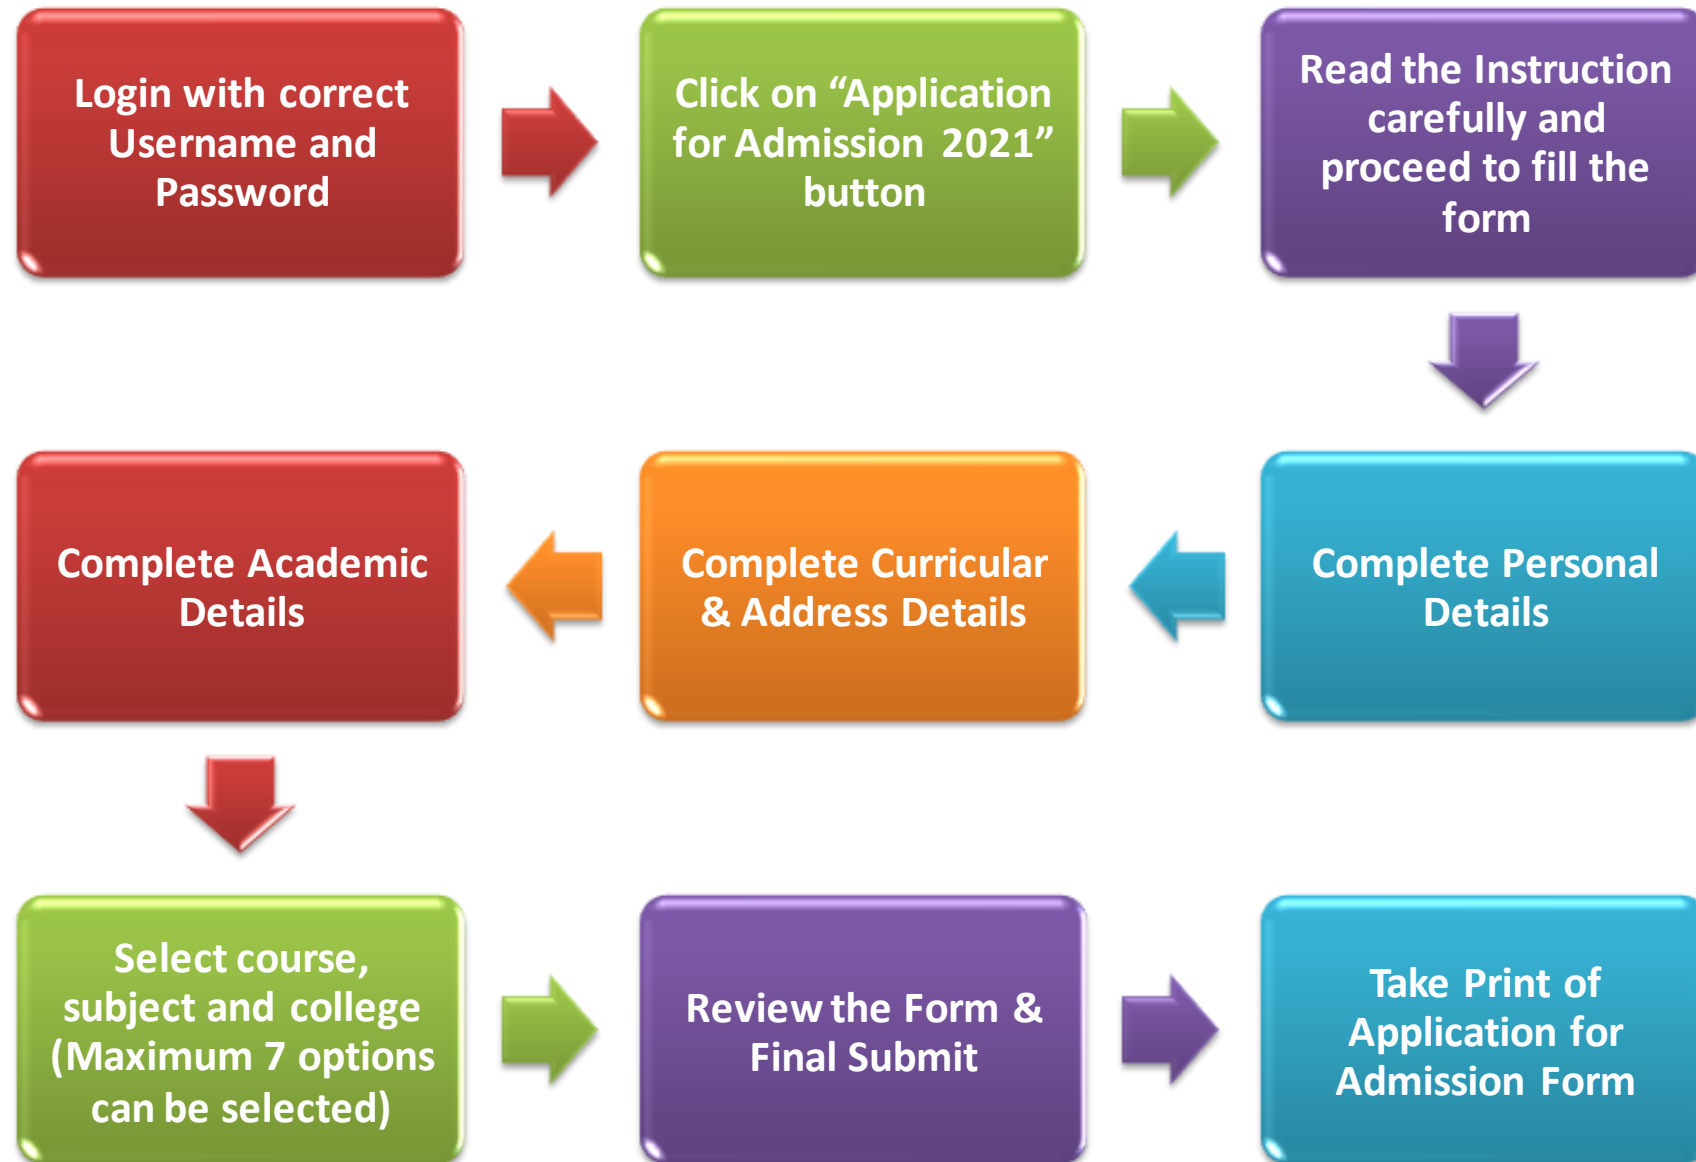 Login with correct
Username and
Password
Click on “Application
for Admission 2021”
button
Read the Instruction
carefully and
proceed to fill the
form
Complete Personal
Details
Complete Curricular
& Address Details
Complete Academic
Details
Select course,
subject and college
(Maximum 7 options
can be selected)
Review the Form &
Final Submit
Take Print of
Application for
Admission Form